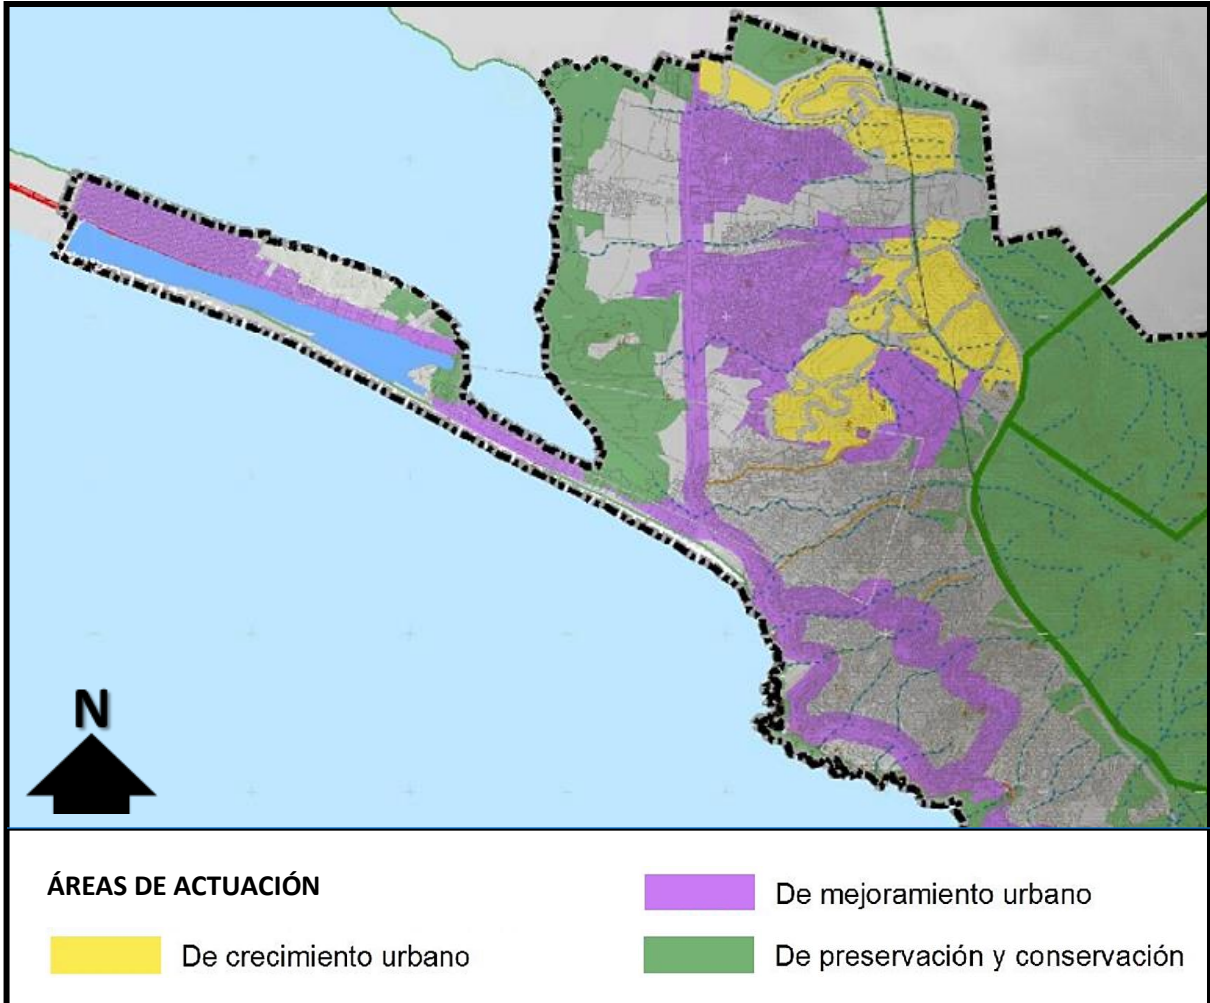 N
ÁREAS DE ACTUACIÓN
De crecimiento urbano
De mejoramiento urbano
De preservación y conservación